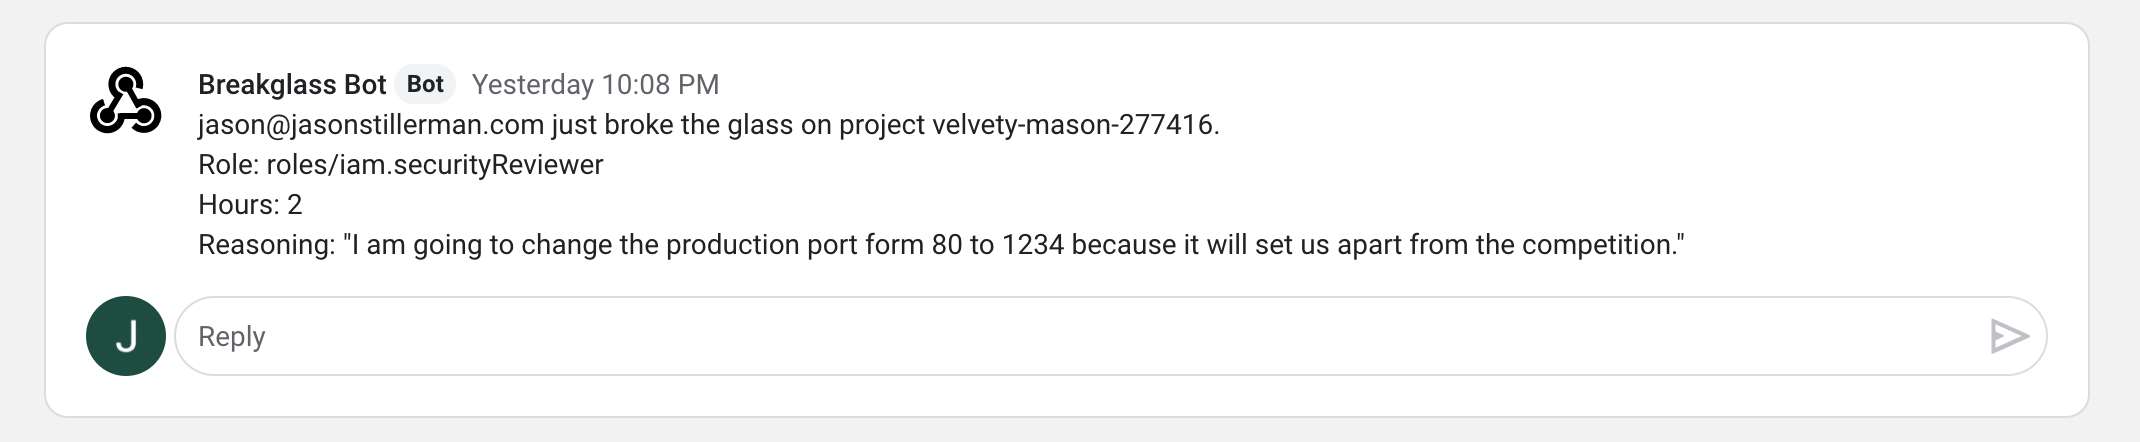 Breakglass Bot Bot Yesterday 10:08 PM
jason@jasonstillerman.com just broke the glass on project velvety-mason-277416.
Role: roles/iam.securityReviewer
Hours: 2
Reasoning: "I am going to change the production port form 80 to 1234 because it will set us apart from the competition."
J Reply